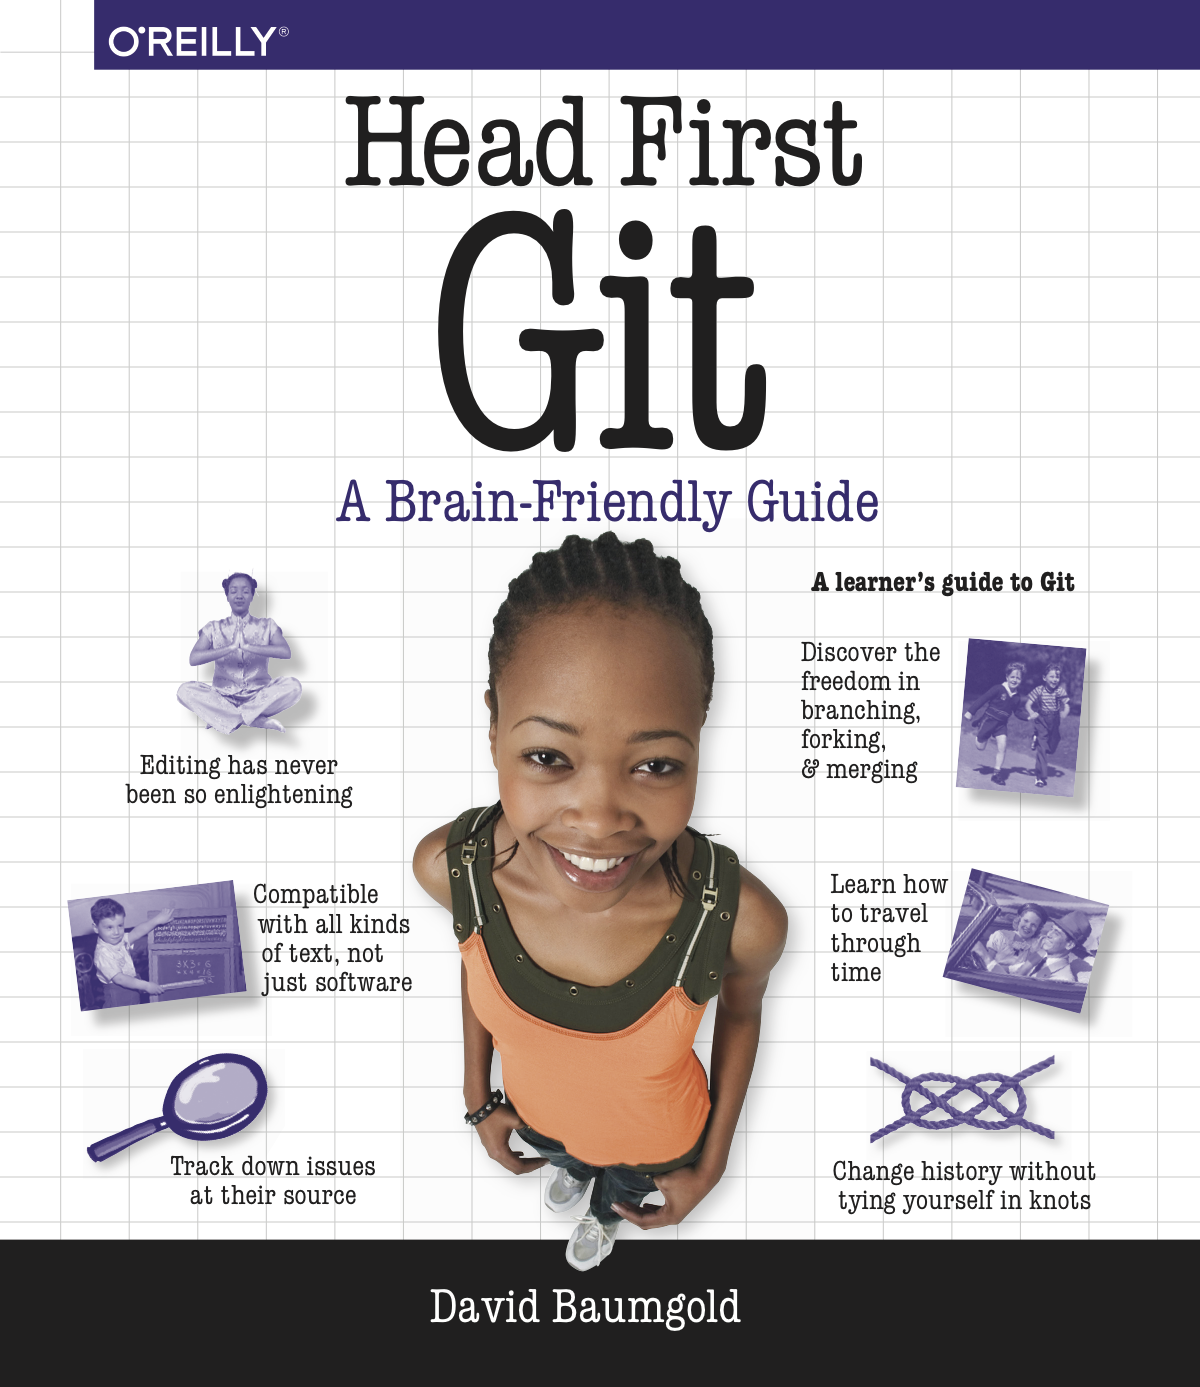 O'REILLY®
Head First
Git
A Brain-Friendly Guide
A learner's guide to Git
Editing has never
been so enlightening
Discover the
freedom in
branching,
forking,
& merging
Compatible
with all kinds
of text, not
just software
Learn how
to travel
through
time
Track down issues
at their source
Change history without
tying yourself in knots
David Baumgold